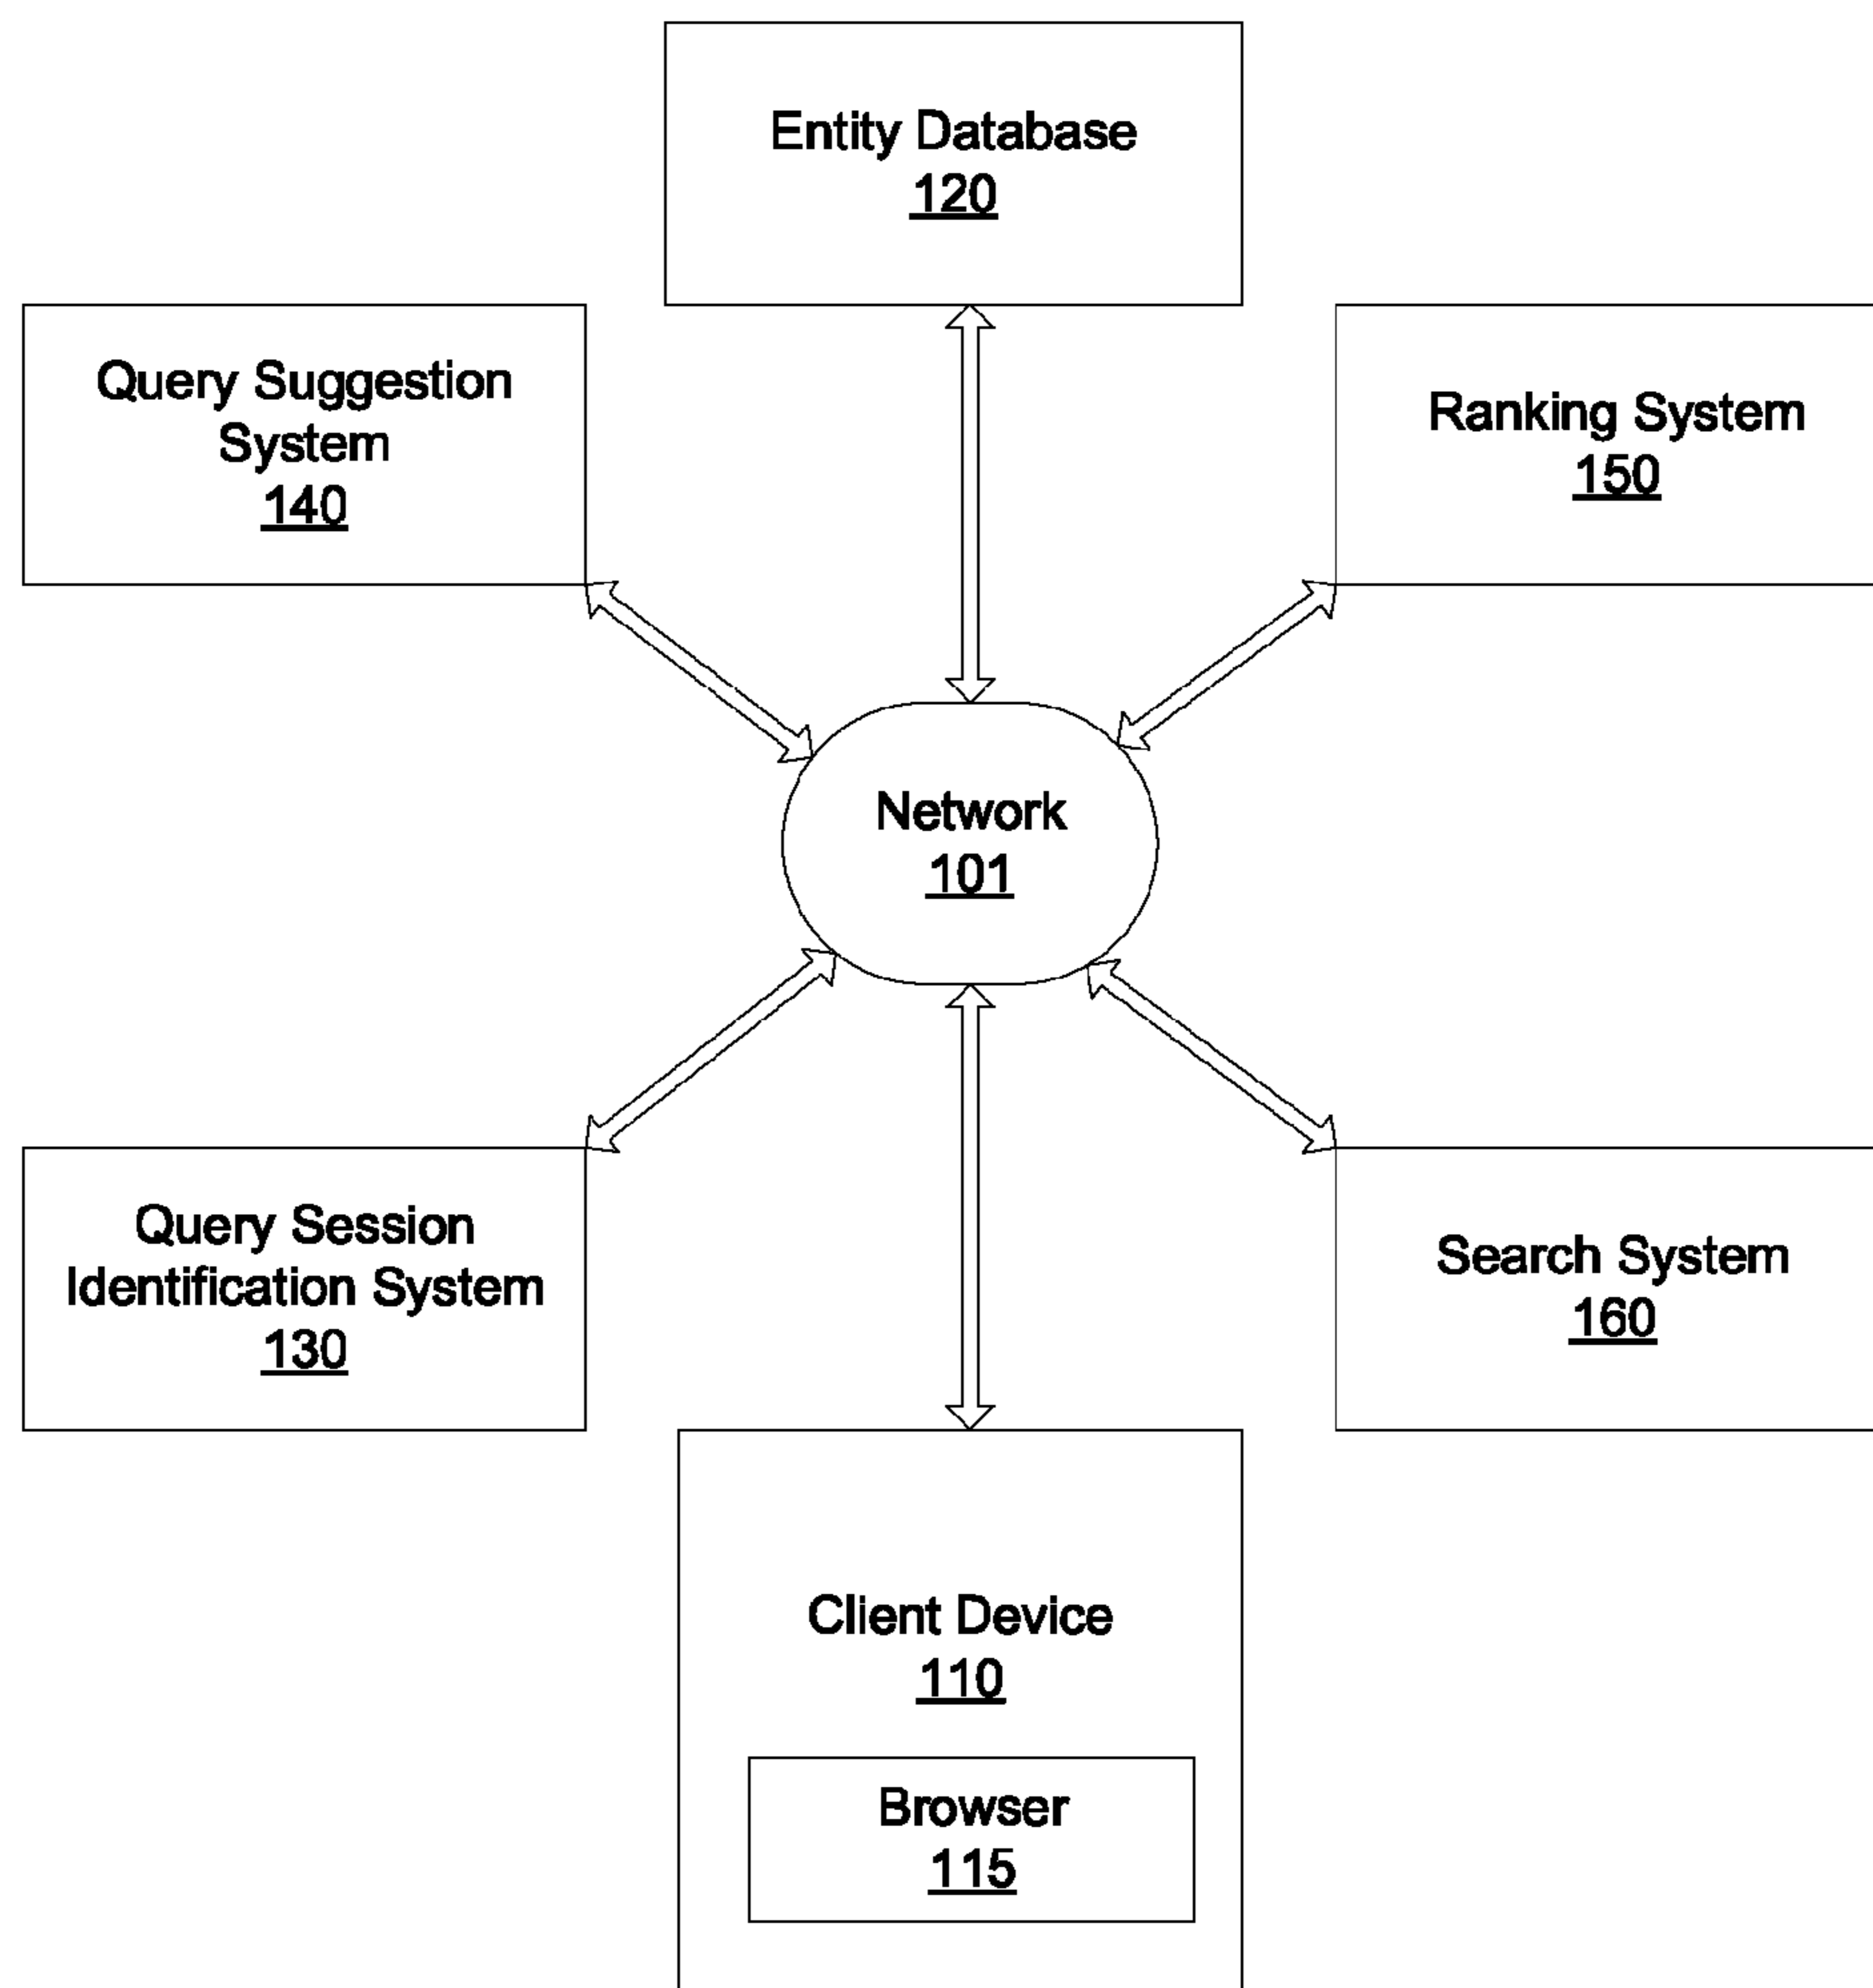 Entity Database
120
Query Suggestion
System
140
Ranking System
150
Network
101
Query Session
Identification System
130
Search System
160
Client Device
110
Browser
115